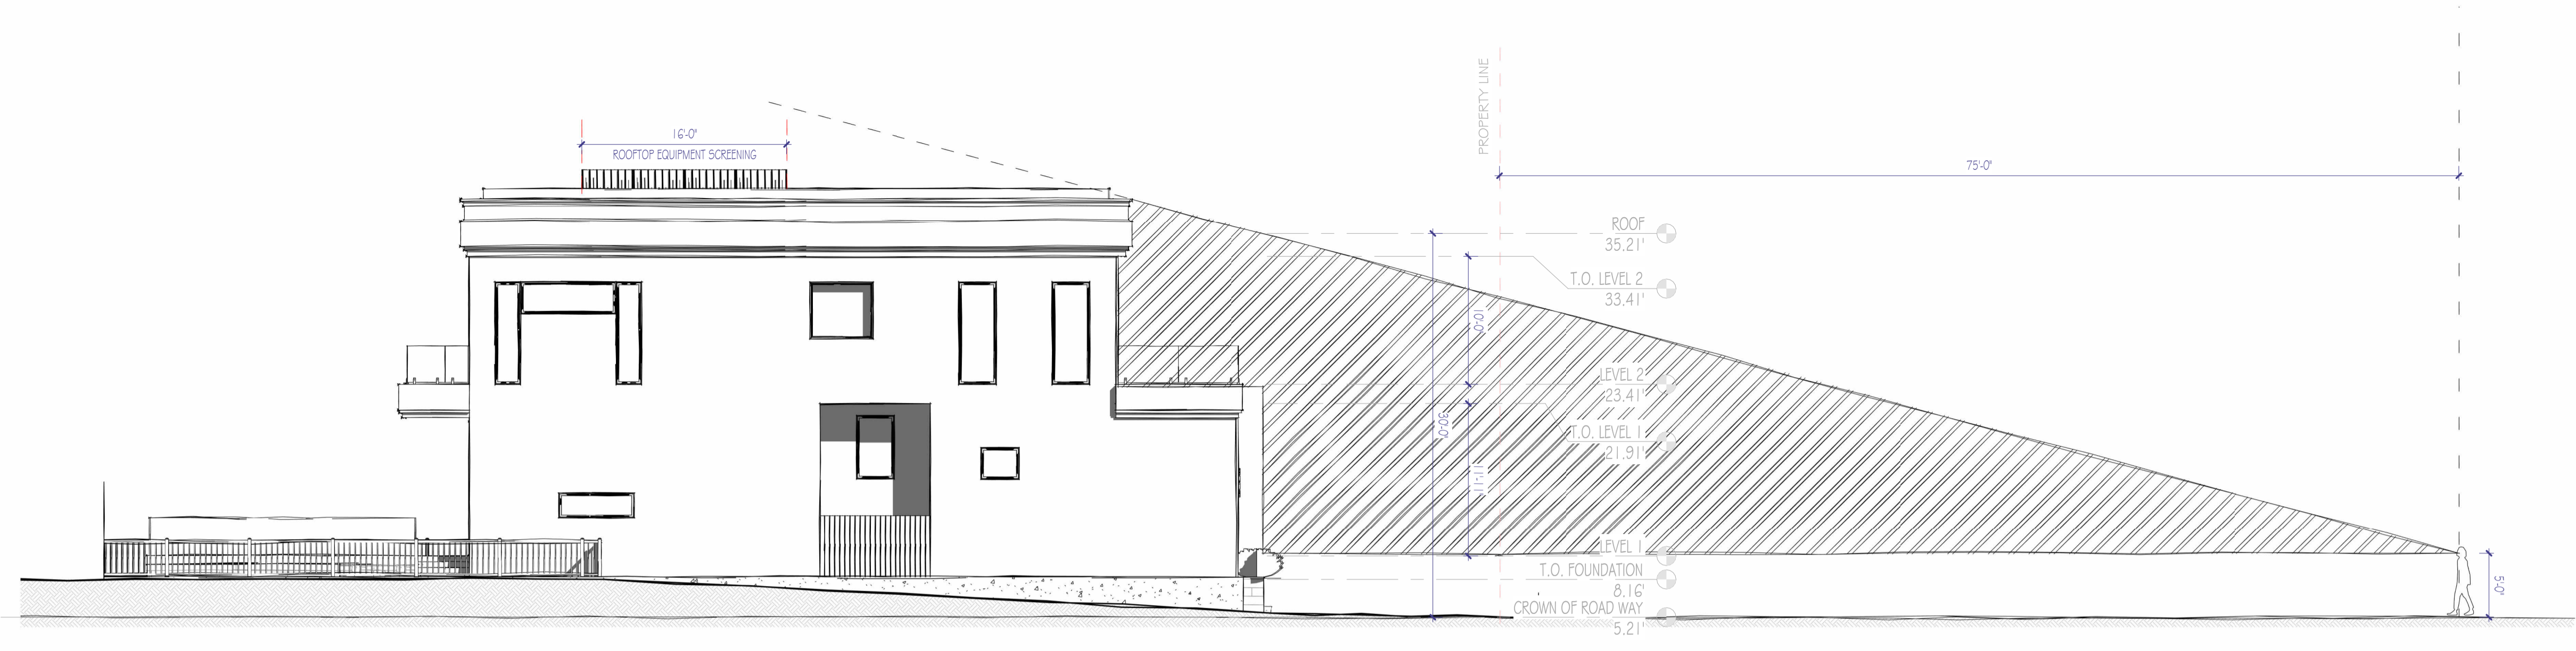 PROPERTY LINE
16'-0"
ROOFTOP EQUIPMENT SCREENING
75'-0"
ROOF
35.21'
T.O. LEVEL 2
33.41'
10'-0"
LEVEL 2
23.41'
30'-0"
T.O. LEVEL 1
21.91'
11'-11"
LEVEL 1
T.O. FOUNDATION
8.16'
CROWN OF ROAD WAY
5.21'
5'-0"